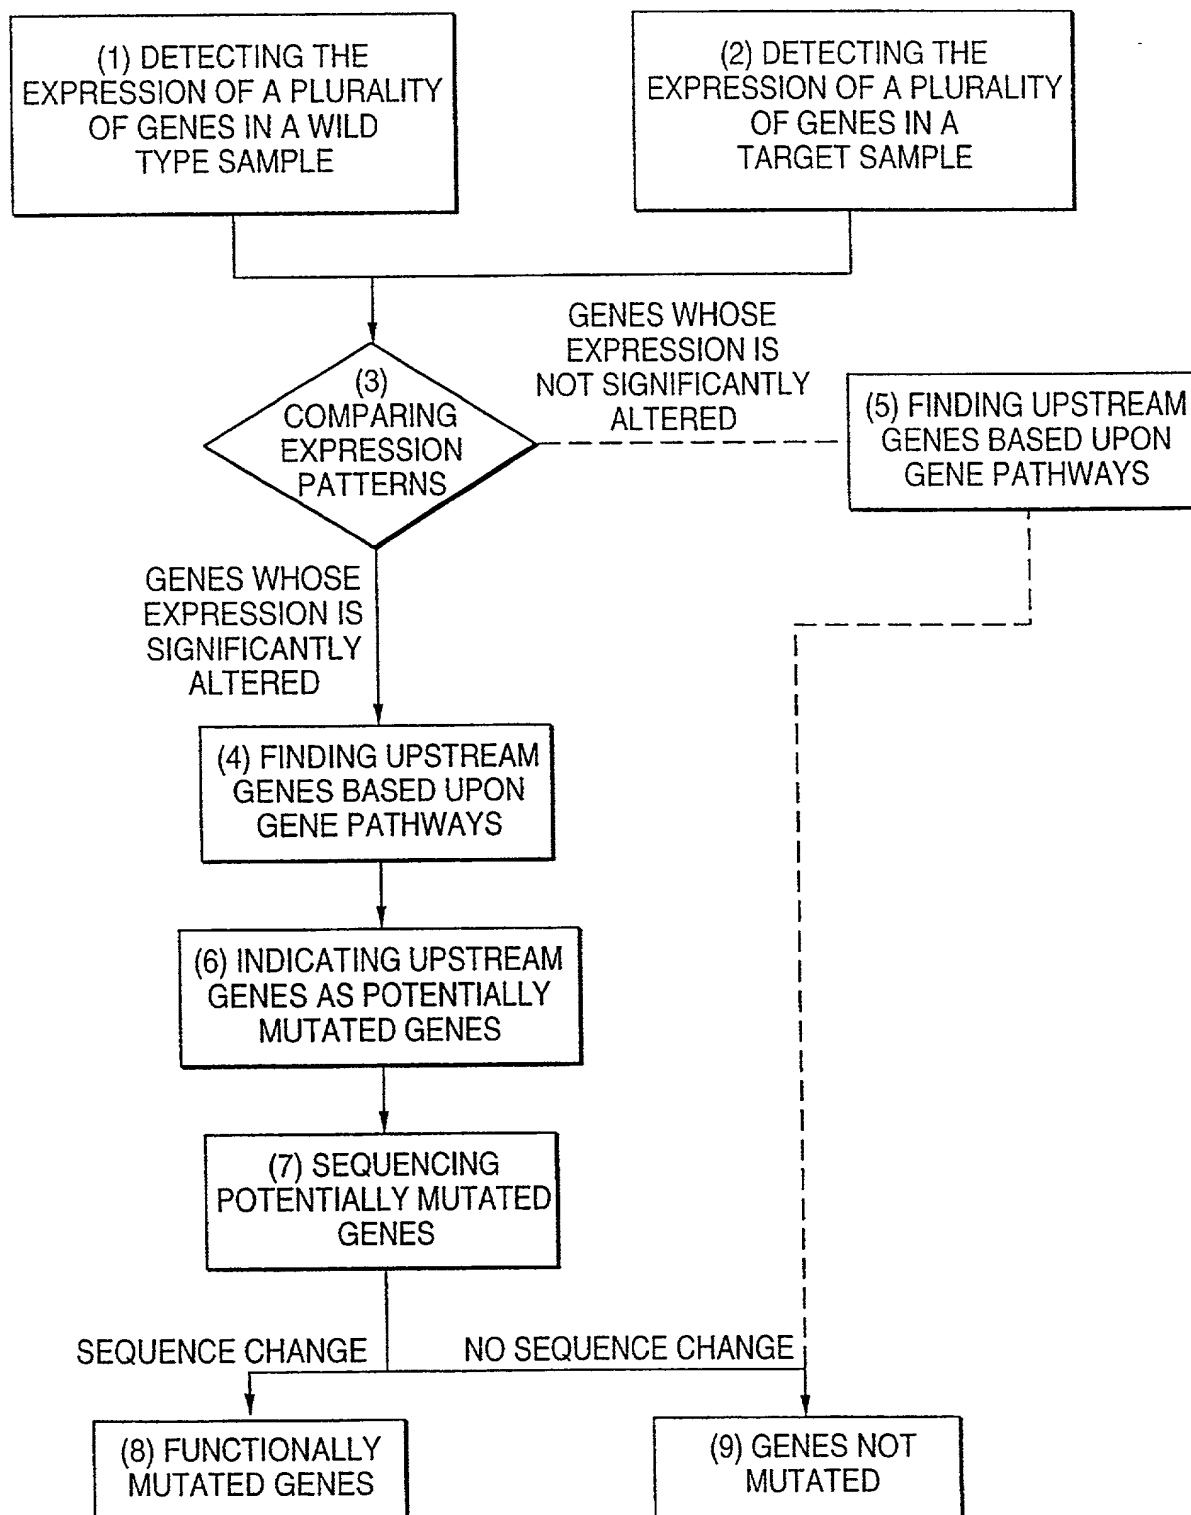 (1) DETECTING THE
EXPRESSION OF A PLURALITY
OF GENES IN A WILD
TYPE SAMPLE
(2) DETECTING THE
EXPRESSION OF A PLURALITY
OF GENES IN A
TARGET SAMPLE
(3)
COMPARING
EXPRESSION
PATTERNS
GENES WHOSE
EXPRESSION IS
NOT SIGNIFICANTLY
ALTERED
(5) FINDING UPSTREAM
GENES BASED UPON
GENE PATHWAYS
GENES WHOSE
EXPRESSION IS
SIGNIFICANTLY
ALTERED
(4) FINDING UPSTREAM
GENES BASED UPON
GENE PATHWAYS
(6) INDICATING UPSTREAM
GENES AS POTENTIALLY
MUTATED GENES
(7) SEQUENCING
POTENTIALLY MUTATED
GENES
SEQUENCE CHANGE
NO SEQUENCE CHANGE
(8) FUNCTIONALLY
MUTATED GENES
(9) GENES NOT
MUTATED